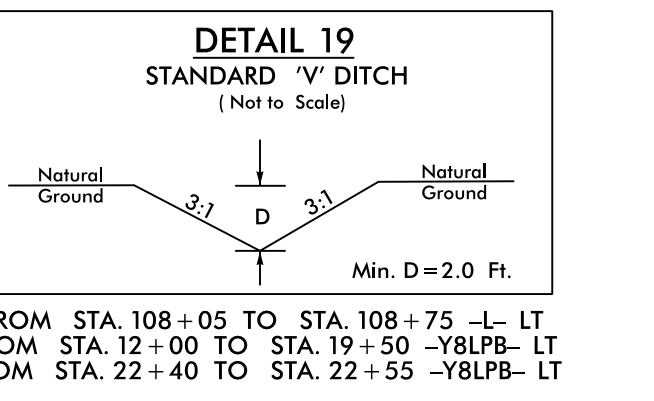 DETAIL 19
STANDARD 'V' DITCH
( Not to Scale)
Natural
Ground
3:1
D
3:1
Natural
Ground
Min. D=2.0 Ft.
STA. 108+05 TO STA. 108+75 -L- LT
STA. 12+00 TO STA. 19+50 -Y8LPB- LT
STA. 22+40 TO STA. 22+55 -Y8LPB- LT